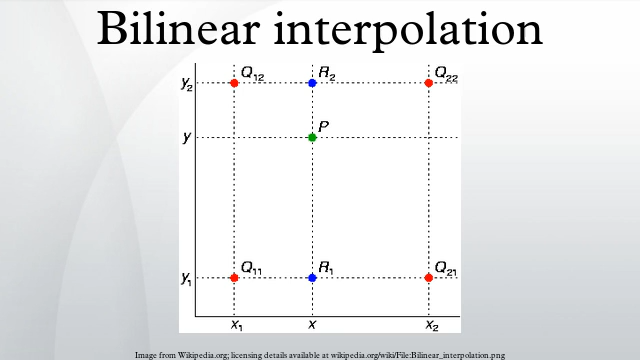 Bilinear interpolation
y₂ Q₁₂ R₂ Q₂₂
P
y
y₁ Q₁₁ R₁ Q₂₁
x₁ x x₂
Image from Wikipedia.org; licensing details available at wikipedia.org/wiki/File:Bilinear_interpolation.png